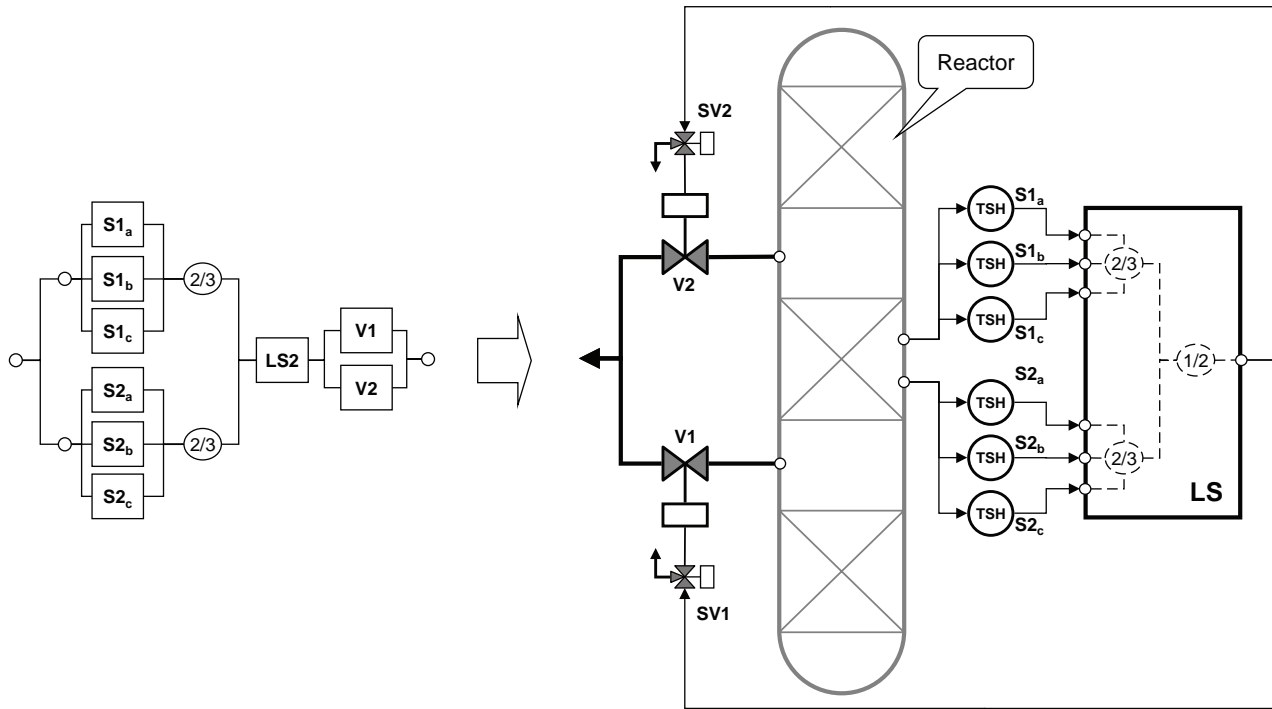 S1a
S1b
S1c
2/3
S2a
S2b
S2c
2/3
LS2
V1
V2
Reactor
SV2
V2
V1
SV1
TSH
S1a
TSH
S1b
TSH
S1c
TSH
S2a
TSH
S2b
TSH
S2c
2/3
1/2
2/3
LS